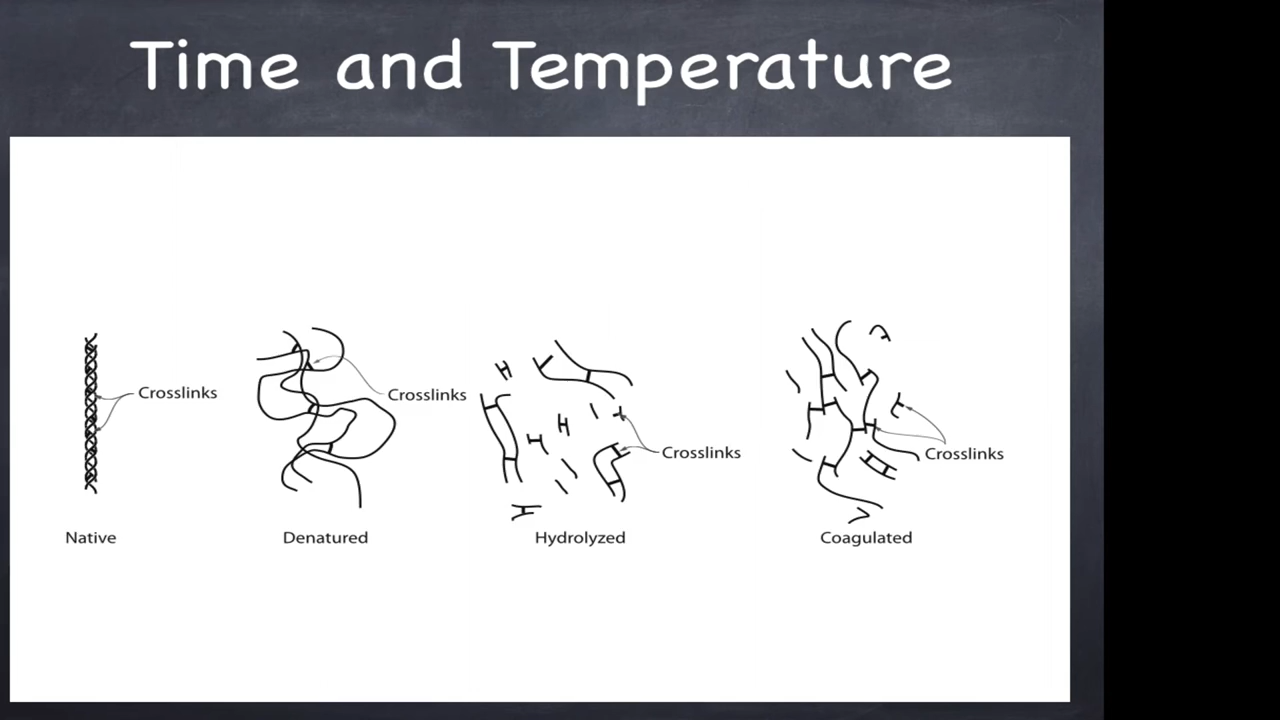 Time and Temperature
Crosslinks
Crosslinks
Crosslinks
Crosslinks
Native
Denatured
Hydrolyzed
Coagulated